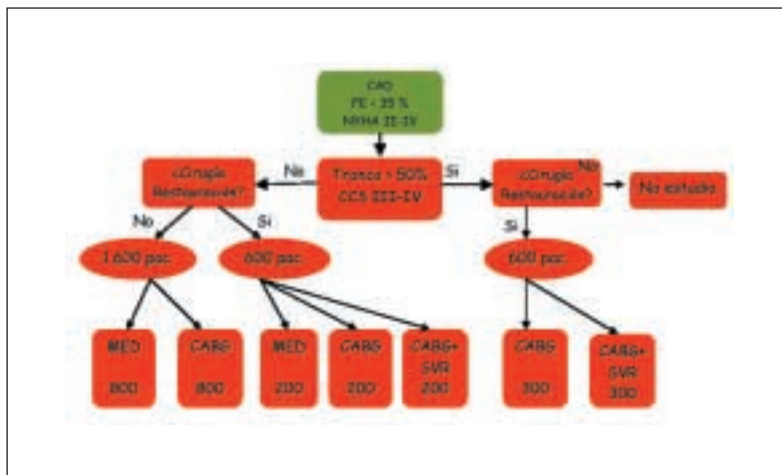 CAD
FE < 35 %
NYHA II-IV
¿Cirugía
Restauración?
No
Tronco > 50%
CCS III-IV
Si
¿Cirugía
Restauración?
No
No estudio
No
Si
Si
1.600 pac.
600 pac.
600 pac.
MED
800
CABG
800
MED
200
CABG
200
CABG+
SVR
200
CABG
300
CABG+
SVR
300